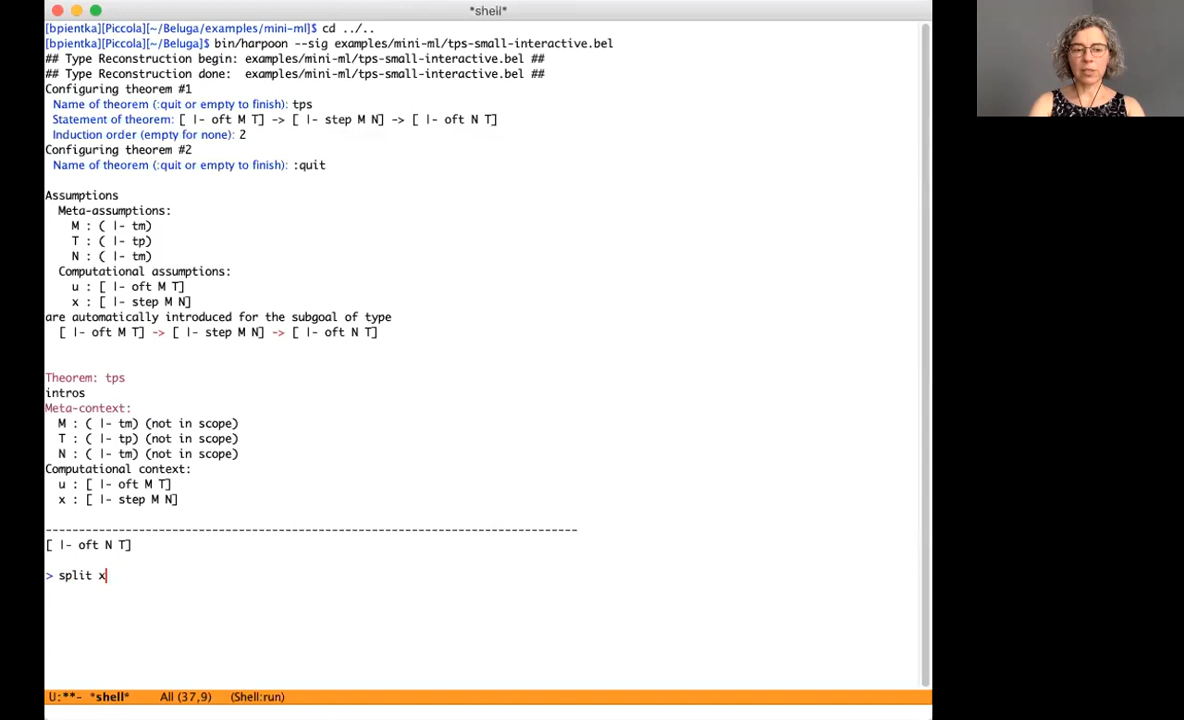 *shell*
[bpientka][Piccola][~/Beluga/examples/mini-ml]$ cd ../..
[bpientka][Piccola][~/Beluga]$ bin/harpoon --sig examples/mini-ml/tps-small-interactive.bel
## Type Reconstruction begin: examples/mini-ml/tps-small-interactive.bel ##
## Type Reconstruction done:  examples/mini-ml/tps-small-interactive.bel ##
Configuring theorem #1
Name of theorem (:quit or empty to finish): tps
Statement of theorem: [ |- oft M T] -> [ |- step M N] -> [ |- oft N T]
Induction order (empty for none): 2
Configuring theorem #2
Name of theorem (:quit or empty to finish): :quit
Assumptions
Meta-assumptions:
M : ( |- tm)
T : ( |- tp)
N : ( |- tm)
Computational assumptions:
u : [ |- oft M T]
x : [ |- step M N]
are automatically introduced for the subgoal of type
[ |- oft M T] -> [ |- step M N] -> [ |- oft N T]
Theorem: tps
intros
Meta-context:
M : ( |- tm) (not in scope)
T : ( |- tp) (not in scope)
N : ( |- tm) (not in scope)
Computational context:
u : [ |- oft M T]
x : [ |- step M N]
--------------------------------------------------------------------------------
[ |- oft N T]
> split x
U:**-  *shell*      All (37,9)     (Shell:run)